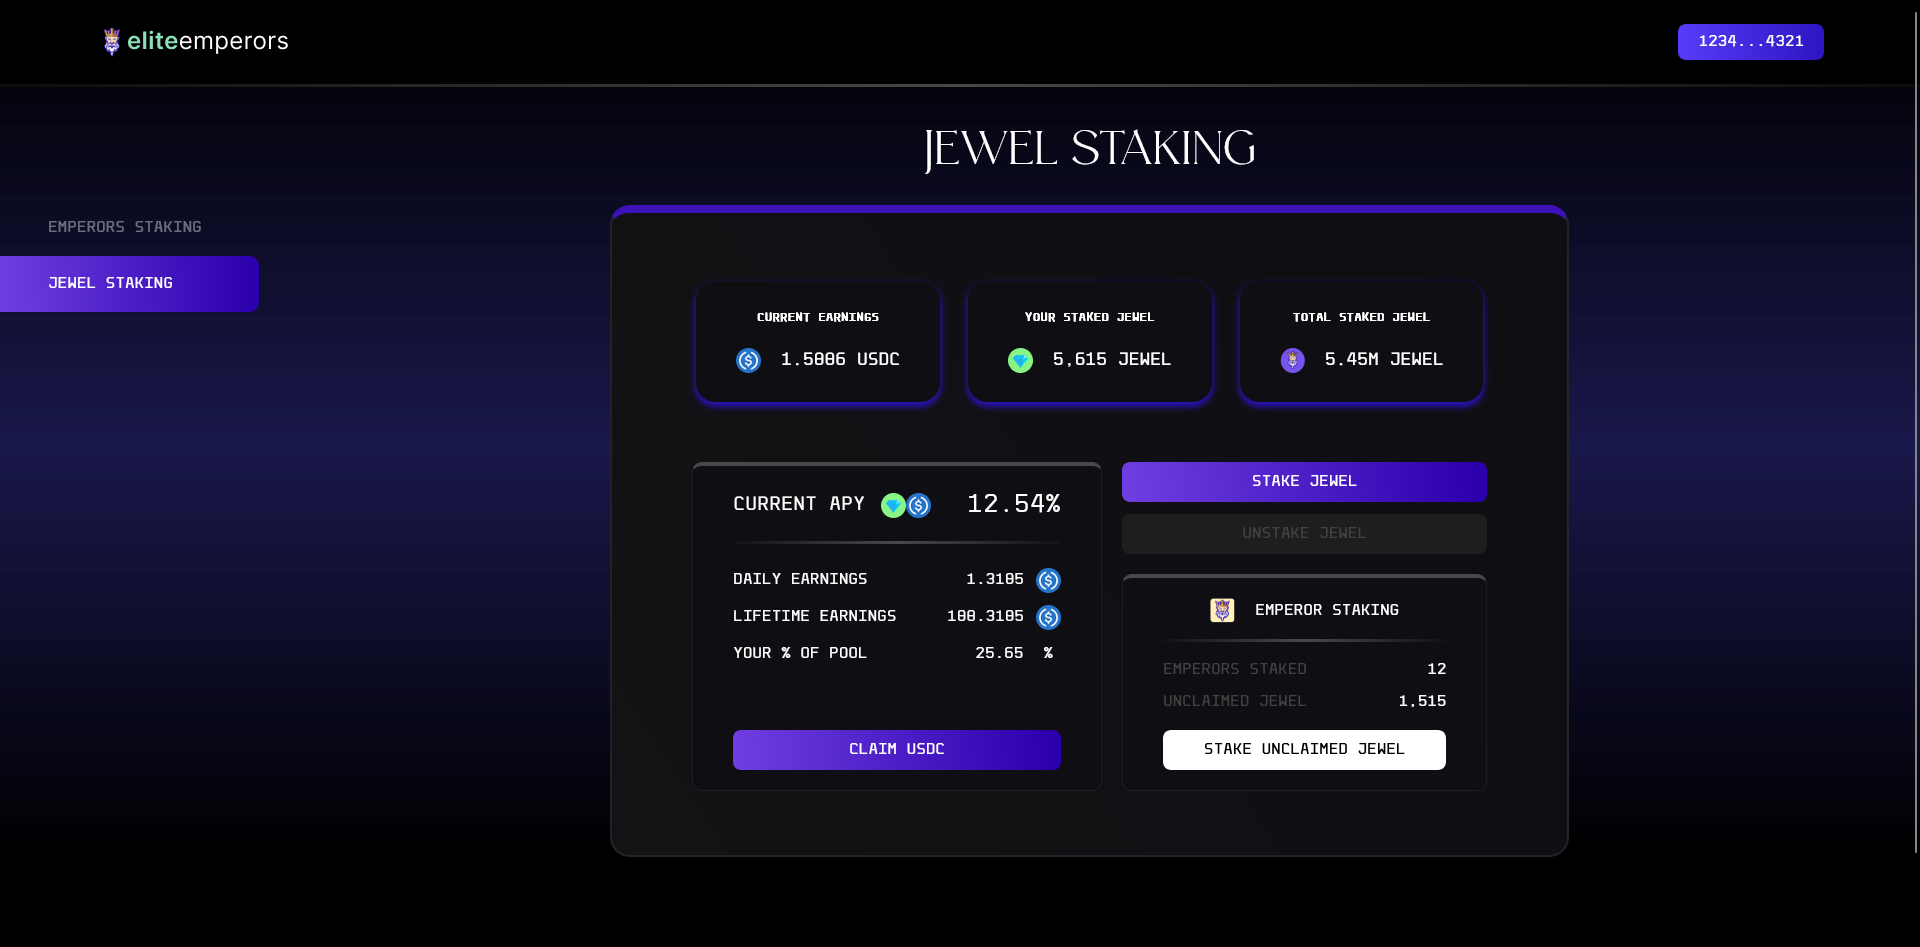 eliteemperors
1234...4321
JEWEL STAKING
EMPERORS STAKING
JEWEL STAKING
CURRENT EARNINGS
1.5006 USDC
YOUR STAKED JEWEL
5,615 JEWEL
TOTAL STAKED JEWEL
5.45M JEWEL
CURRENT APY 12.54%
DAILY EARNINGS 1.3105
LIFETIME EARNINGS 100.3105
YOUR % OF POOL 25.65 %
CLAIM USDC
STAKE JEWEL
UNSTAKE JEWEL
EMPEROR STAKING
EMPERORS STAKED 12
UNCLAIMED JEWEL 1.515
STAKE UNCLAIMED JEWEL